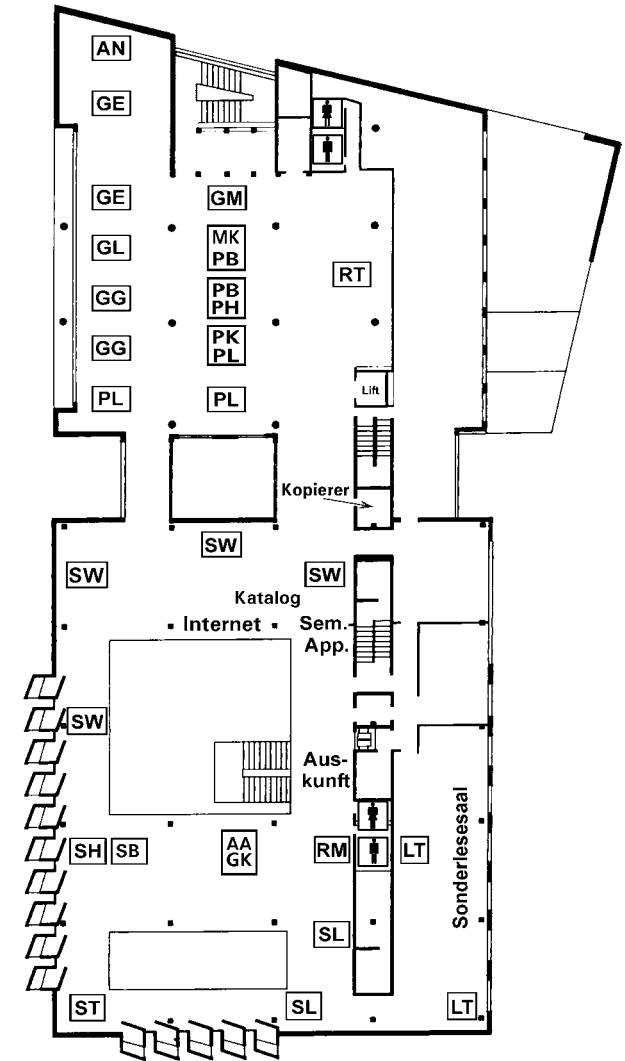 AN
GE
GE
GM
GL
MK
PB
RT
GG
PB
PH
GG
PK
PL
PL
PL
Lift
Kopierer
SW
SW
SW
Katalog
Internet
Sem.
App.
SW
Aus-
kunft
Sonderlesesaal
SH
SB
AA
GK
RM
LT
SL
ST
SL
LT